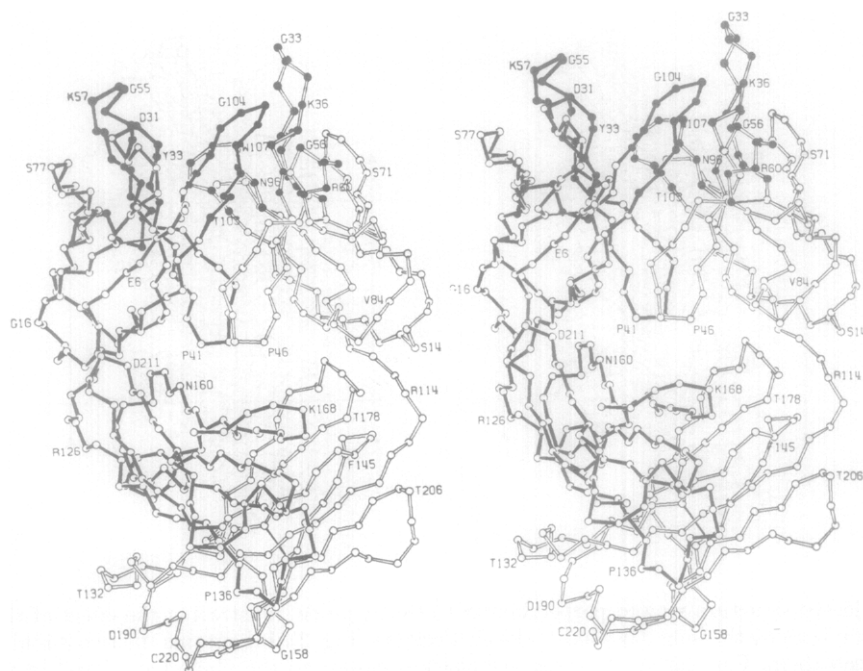 G33
K57
G55
G104
K36
D31
Y33
W107
G56
S71
S77
N96
T103
E6
V84
G16
P41
P46
S14
D211
N160
R114
K168
T178
R126
F145
T206
T132
P136
D190
C220
G158
G33
K57
G55
G104
K36
D31
Y33
G56
S71
S77
N96
R60
T103
E6
V84
G16
P41
P46
S14
D211
N160
R114
K168
T178
R126
T206
T132
P136
D190
C220
G158